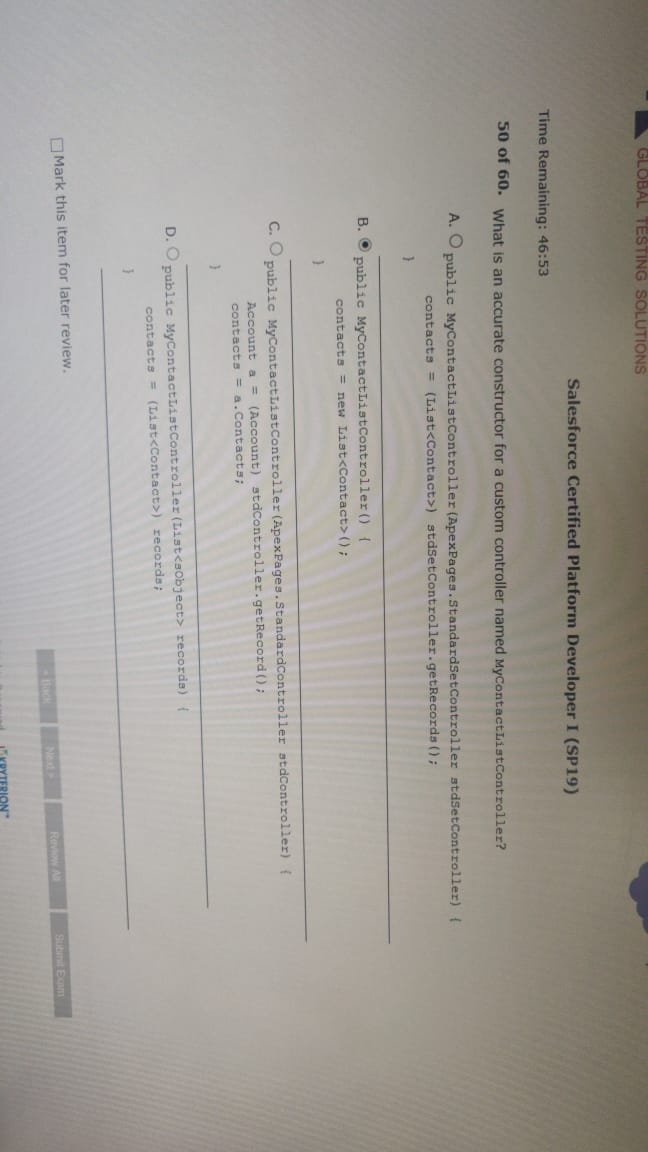 GLOBAL TESTING SOLUTIONS
Salesforce Certified Platform Developer I (SP19)
Time Remaining: 46:53
50 of 60. What is an accurate constructor for a custom controller named MyContactListController?
A. public MyContactListController(ApexPages.StandardSetController stdSetController) {
contacts = (List<Contact>) stdSetController.getRecords();
}
B. public MyContactListController() {
contacts = new List<Contact>();
}
C. public MyContactListController(ApexPages.StandardController stdController) {
Account a = (Account) stdController.getRecord();
contacts = a.Contacts;
}
D. public MyContactListController(List<sObject> records) {
contacts = (List<Contact>) records;
}
Mark this item for later review.
< Back
Next >
Review All
Submit Exam
KRYTERION™